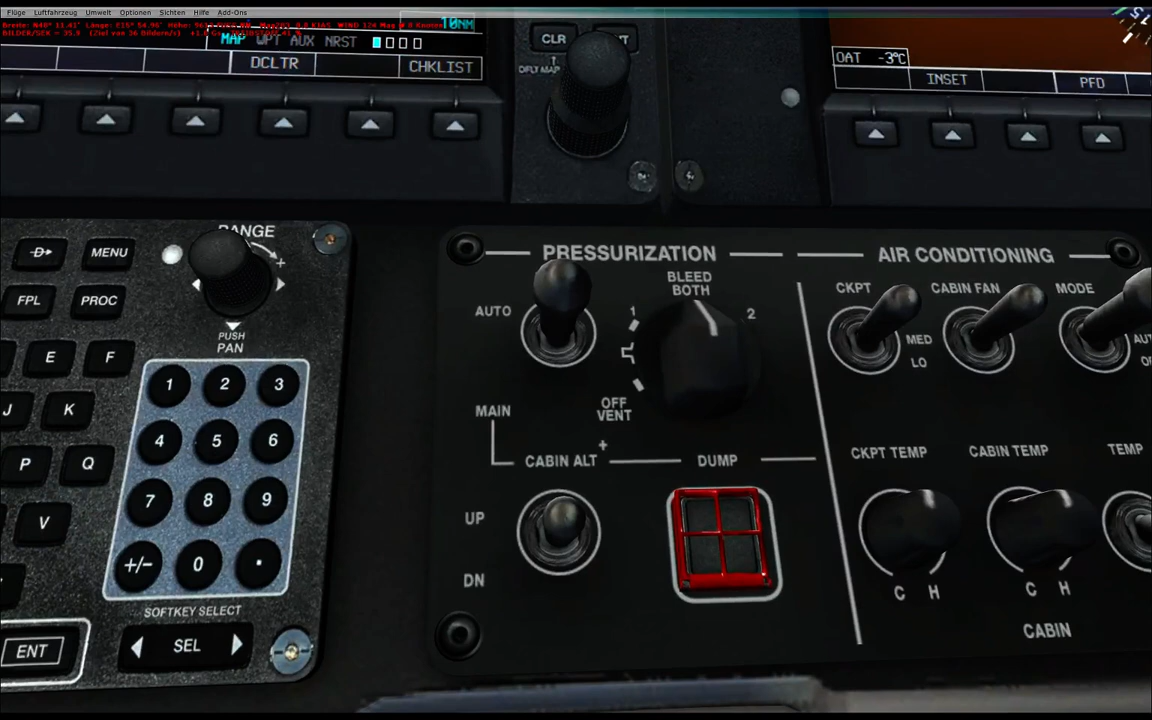 Flüge Luftfahrzeug Umwelt Optionen Sichten Hilfe Add-Ons
10NM
MAP WPT AUX NRST
DCLTR
CHKLIST
CLR
DFLT MAP
OAT -3°C
INSET
PFD
15
RANGE
+
D
MENU
FPL
PROC
PUSH
PAN
E
F
J
K
P
Q
V
1
2
3
4
5
6
7
8
9
+/-
0
.
SOFTKEY SELECT
SEL
ENT
PRESSURIZATION
BLEED
BOTH
AUTO
1
2
OFF
VENT
MAIN
+
CABIN ALT
DUMP
UP
DN
AIR CONDITIONING
CKPT
CABIN FAN
MODE
MED
LO
CKPT TEMP
CABIN TEMP
TEMP
C H
C H
CABIN